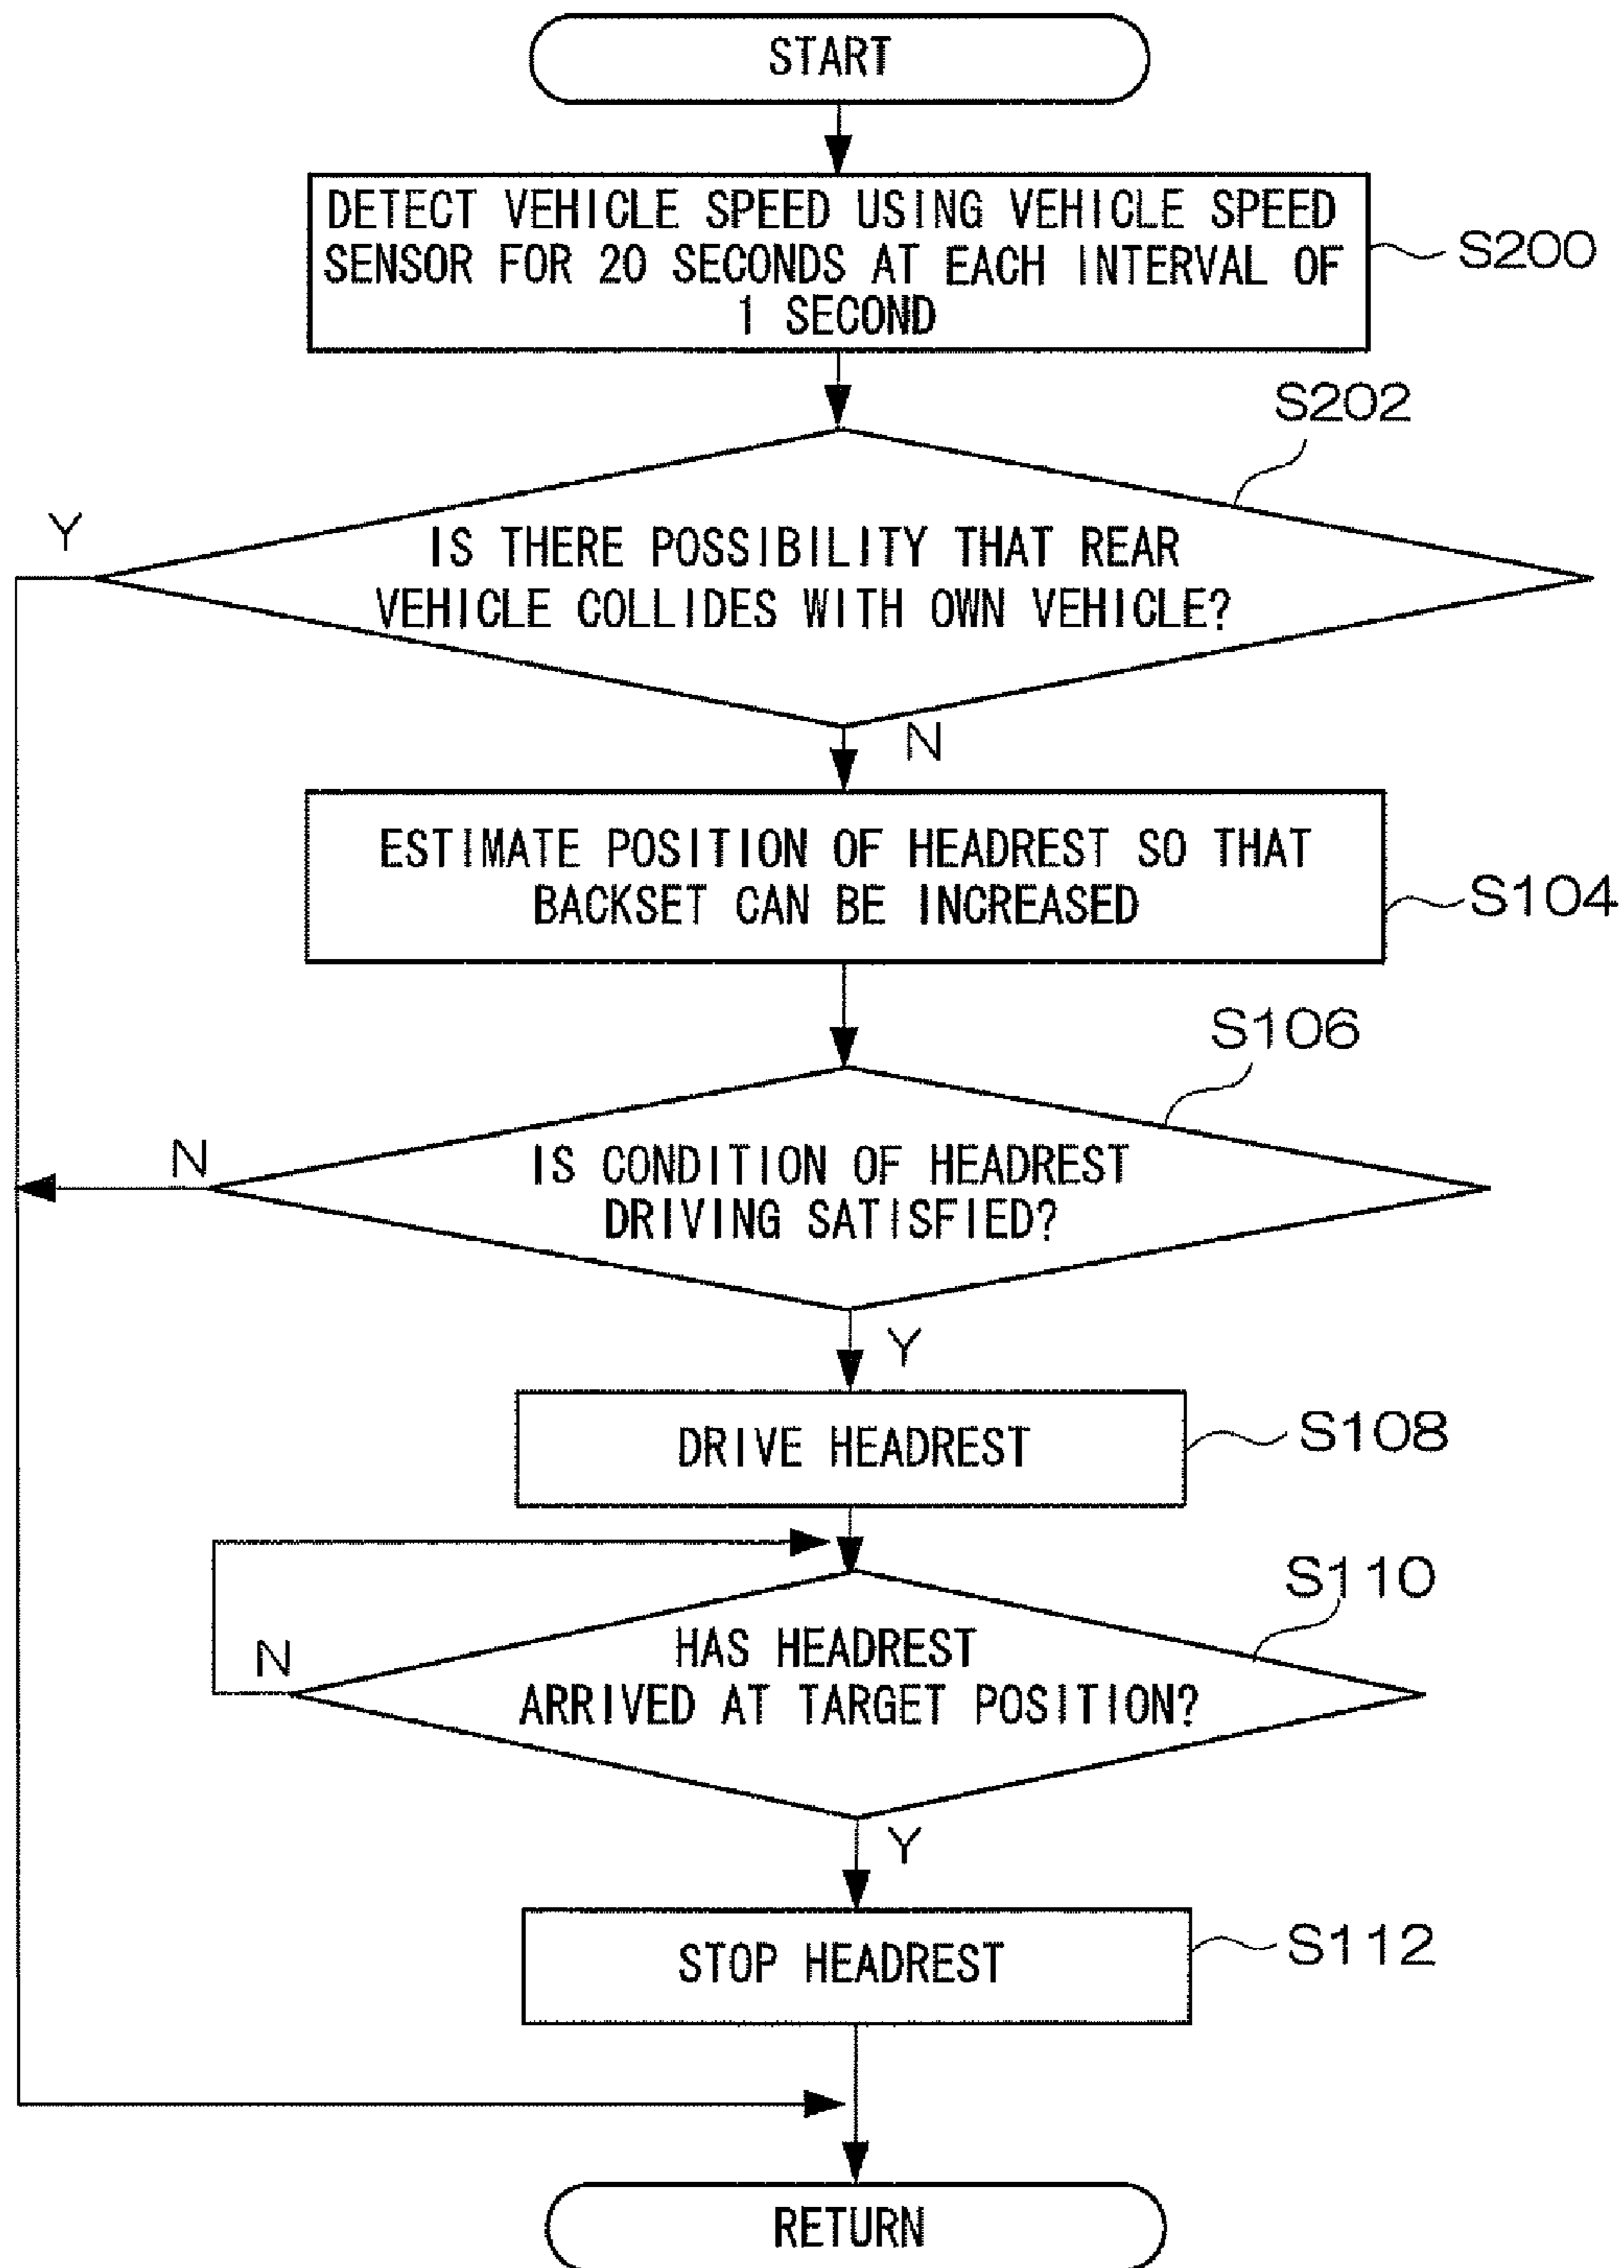 START
DETECT VEHICLE SPEED USING VEHICLE SPEED
SENSOR FOR 20 SECONDS AT EACH INTERVAL OF
1 SECOND
S200
S202
Y
IS THERE POSSIBILITY THAT REAR
VEHICLE COLLIDES WITH OWN VEHICLE?
N
ESTIMATE POSITION OF HEADREST SO THAT
BACKSET CAN BE INCREASED
S104
S106
N
IS CONDITION OF HEADREST
DRIVING SATISFIED?
Y
DRIVE HEADREST
S108
S110
N
HAS HEADREST
ARRIVED AT TARGET POSITION?
Y
STOP HEADREST
S112
RETURN